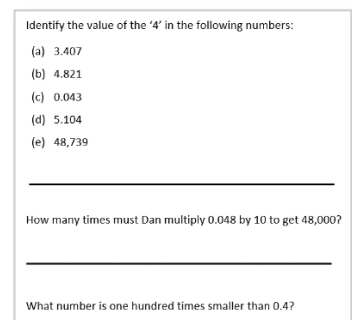 Identify the value of the ‘4’ in the following numbers:
(a) 3.407
(b) 4.821
(c) 0.043
(d) 5.104
(e) 48,739
How many times must Dan multiply 0.048 by 10 to get 48,000?
What number is one hundred times smaller than 0.4?